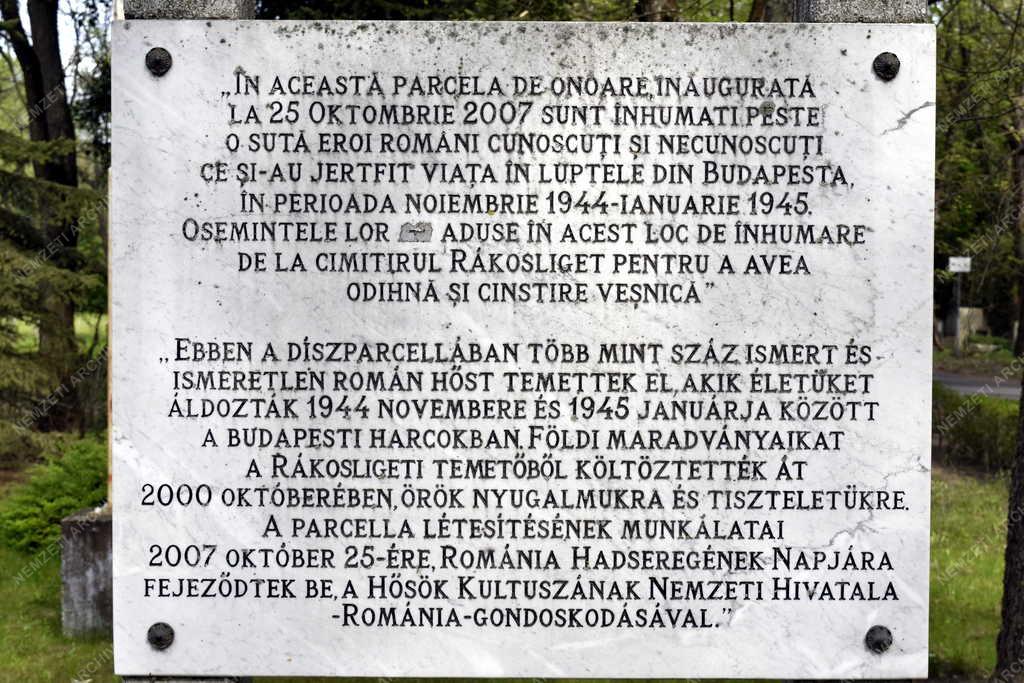 „ÎN ACEASTĂ PARCELA DE ONOARE, INAUGURATĂ
LA 25 OKTOMBRIE 2007 SUNT ÎNHUMAȚI PESTE
O SUTĂ EROI ROMÂNI CUNOSCUȚI ȘI NECUNOSCUȚI
CE ȘI-AU JERTFIT VIAȚA ÎN LUPTELE DIN BUDAPESTA,
ÎN PERIOADA NOIEMBRIE 1944-IANUARIE 1945.
OSEMINTELE LOR ADUSE ÎN ACEST LOC DE ÎNHUMARE
DE LA CIMITIRUL RÁKOSLIGET PENTRU A AVEA
ODIHNĂ ȘI CINSTIRE VEȘNICĂ”
„EBBEN A DÍSZPARCELLÁBAN TÖBB MINT SZÁZ ISMERT ÉS
ISMERETLEN ROMÁN HŐST TEMETTEK EL, AKIK ÉLETÜKET
ÁLDOZTÁK 1944 NOVEMBERE ÉS 1945 JANUÁRJA KÖZÖTT
A BUDAPESTI HARCOKBAN. FÖLDI MARADVÁNYAIKAT
A RÁKOSLIGETI TEMETŐBŐL KÖLTÖZTETTÉK ÁT
2000 OKTÓBERÉBEN, ÖRÖK NYUGALMUKRA ÉS TISZTELETÜKRE.
A PARCELLA LÉTESÍTÉSÉNEK MUNKÁLATAI
2007 OKTÓBER 25-ÉRE, ROMÁNIA HADSEREGÉNEK NAPJÁRA
FEJEZŐDTEK BE, A HŐSÖK KULTUSZÁNAK NEMZETI HIVATALA
-ROMÁNIA-GONDOSKODÁSÁVAL.”